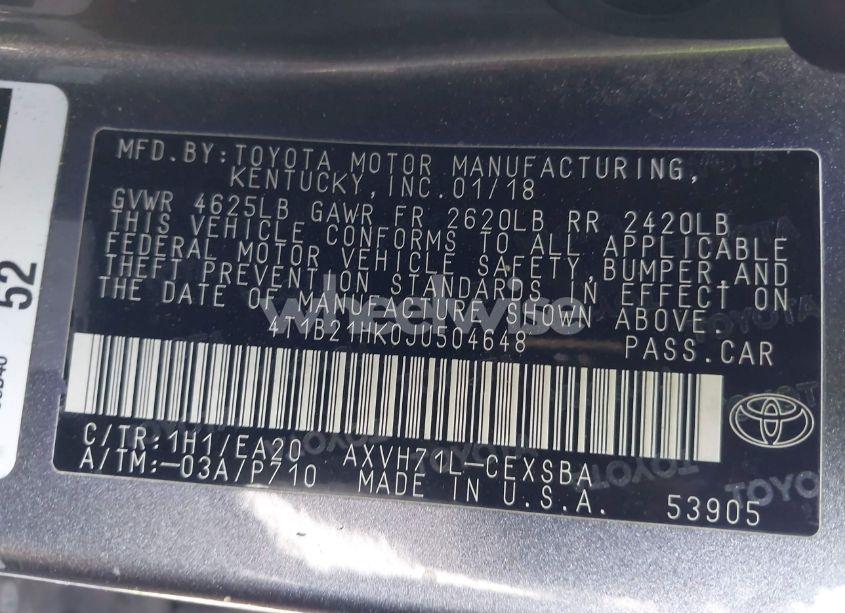 MFD.BY:TOYOTA MOTOR MANUFACTURING,
KENTUCKY,INC.01/18
GVWR 4625LB GAWR FR 2620LB RR 2420LB
THIS VEHICLE CONFORMS TO ALL APPLICABLE
FEDERAL MOTOR VEHICLE SAFETY,BUMPER,AND
THEFT PREVENTION STANDARDS IN EFFECT ON
THE DATE OF MANUFACTURE SHOWN ABOVE.
wheelwise
PASS.CAR
C/TR:1H1/EA20 AXVH71L-CEXSBA
A/TM:-03A/P710 MADE IN U.S.A. 53905
52
TOYOTA